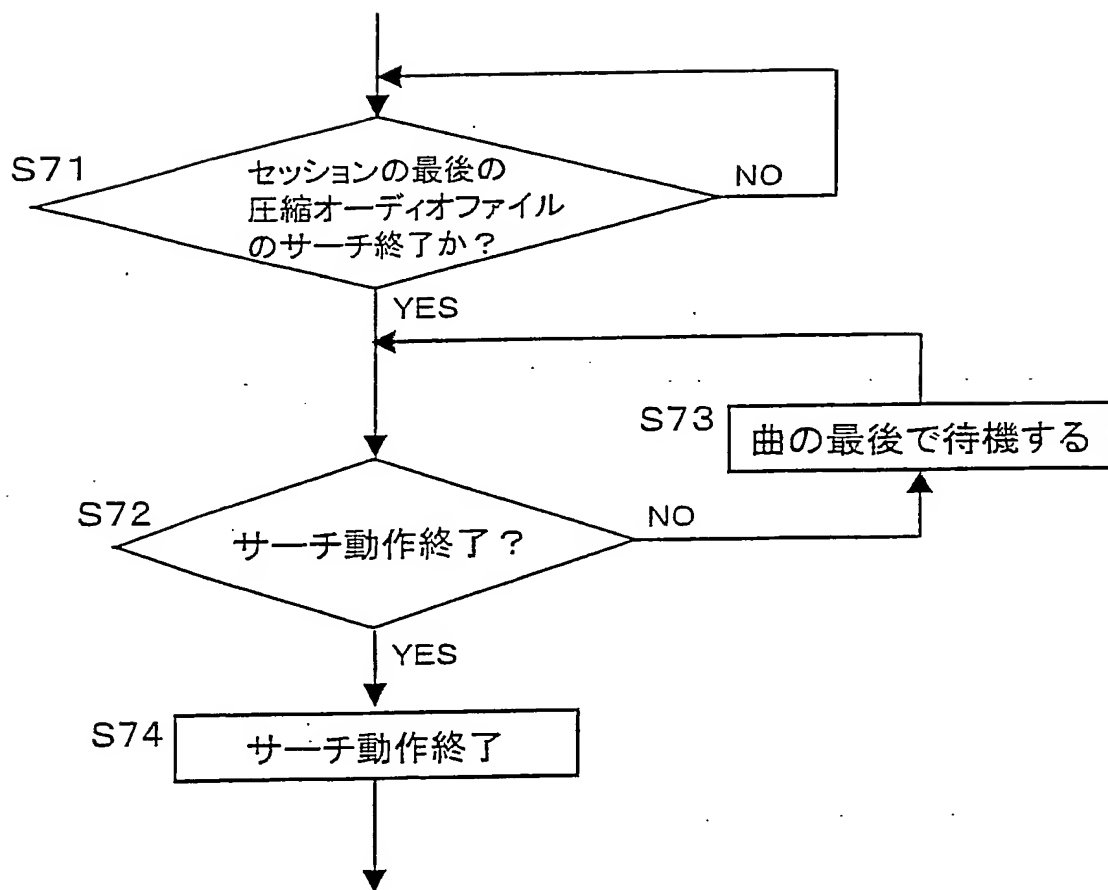 S71
セッションの最後の
圧縮オーディオファイル
のサーチ終了か？
NO
YES
S73
曲の最後で待機する
S72
サーチ動作終了？
NO
YES
S74
サーチ動作終了